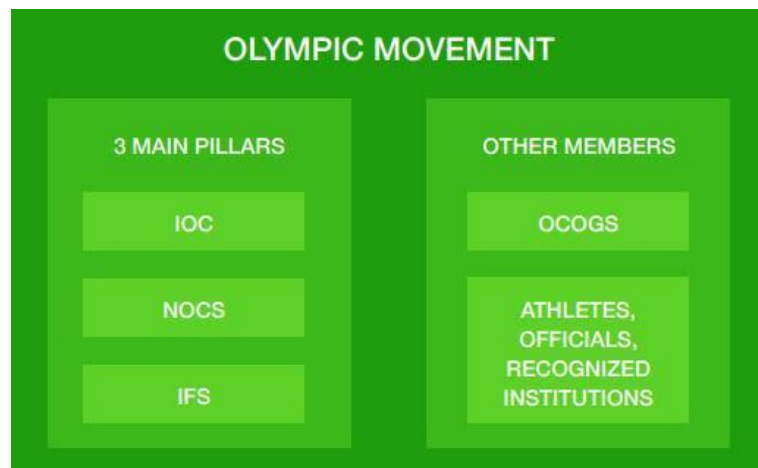 OLYMPIC MOVEMENT
3 MAIN PILLARS
IOC
NOCS
IFS
OTHER MEMBERS
OCOGS
ATHLETES,
OFFICIALS,
RECOGNIZED
INSTITUTIONS